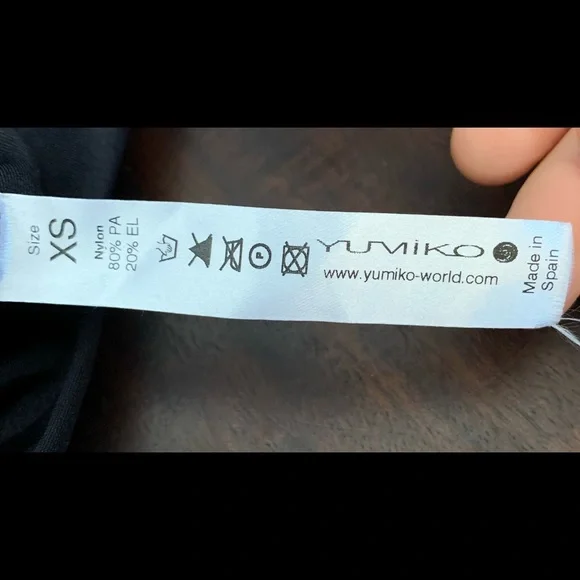 Size
XS
Nylon
80% PA
20% EL
P
YUMIKO
www.yumiko-world.com
Made in
Spain